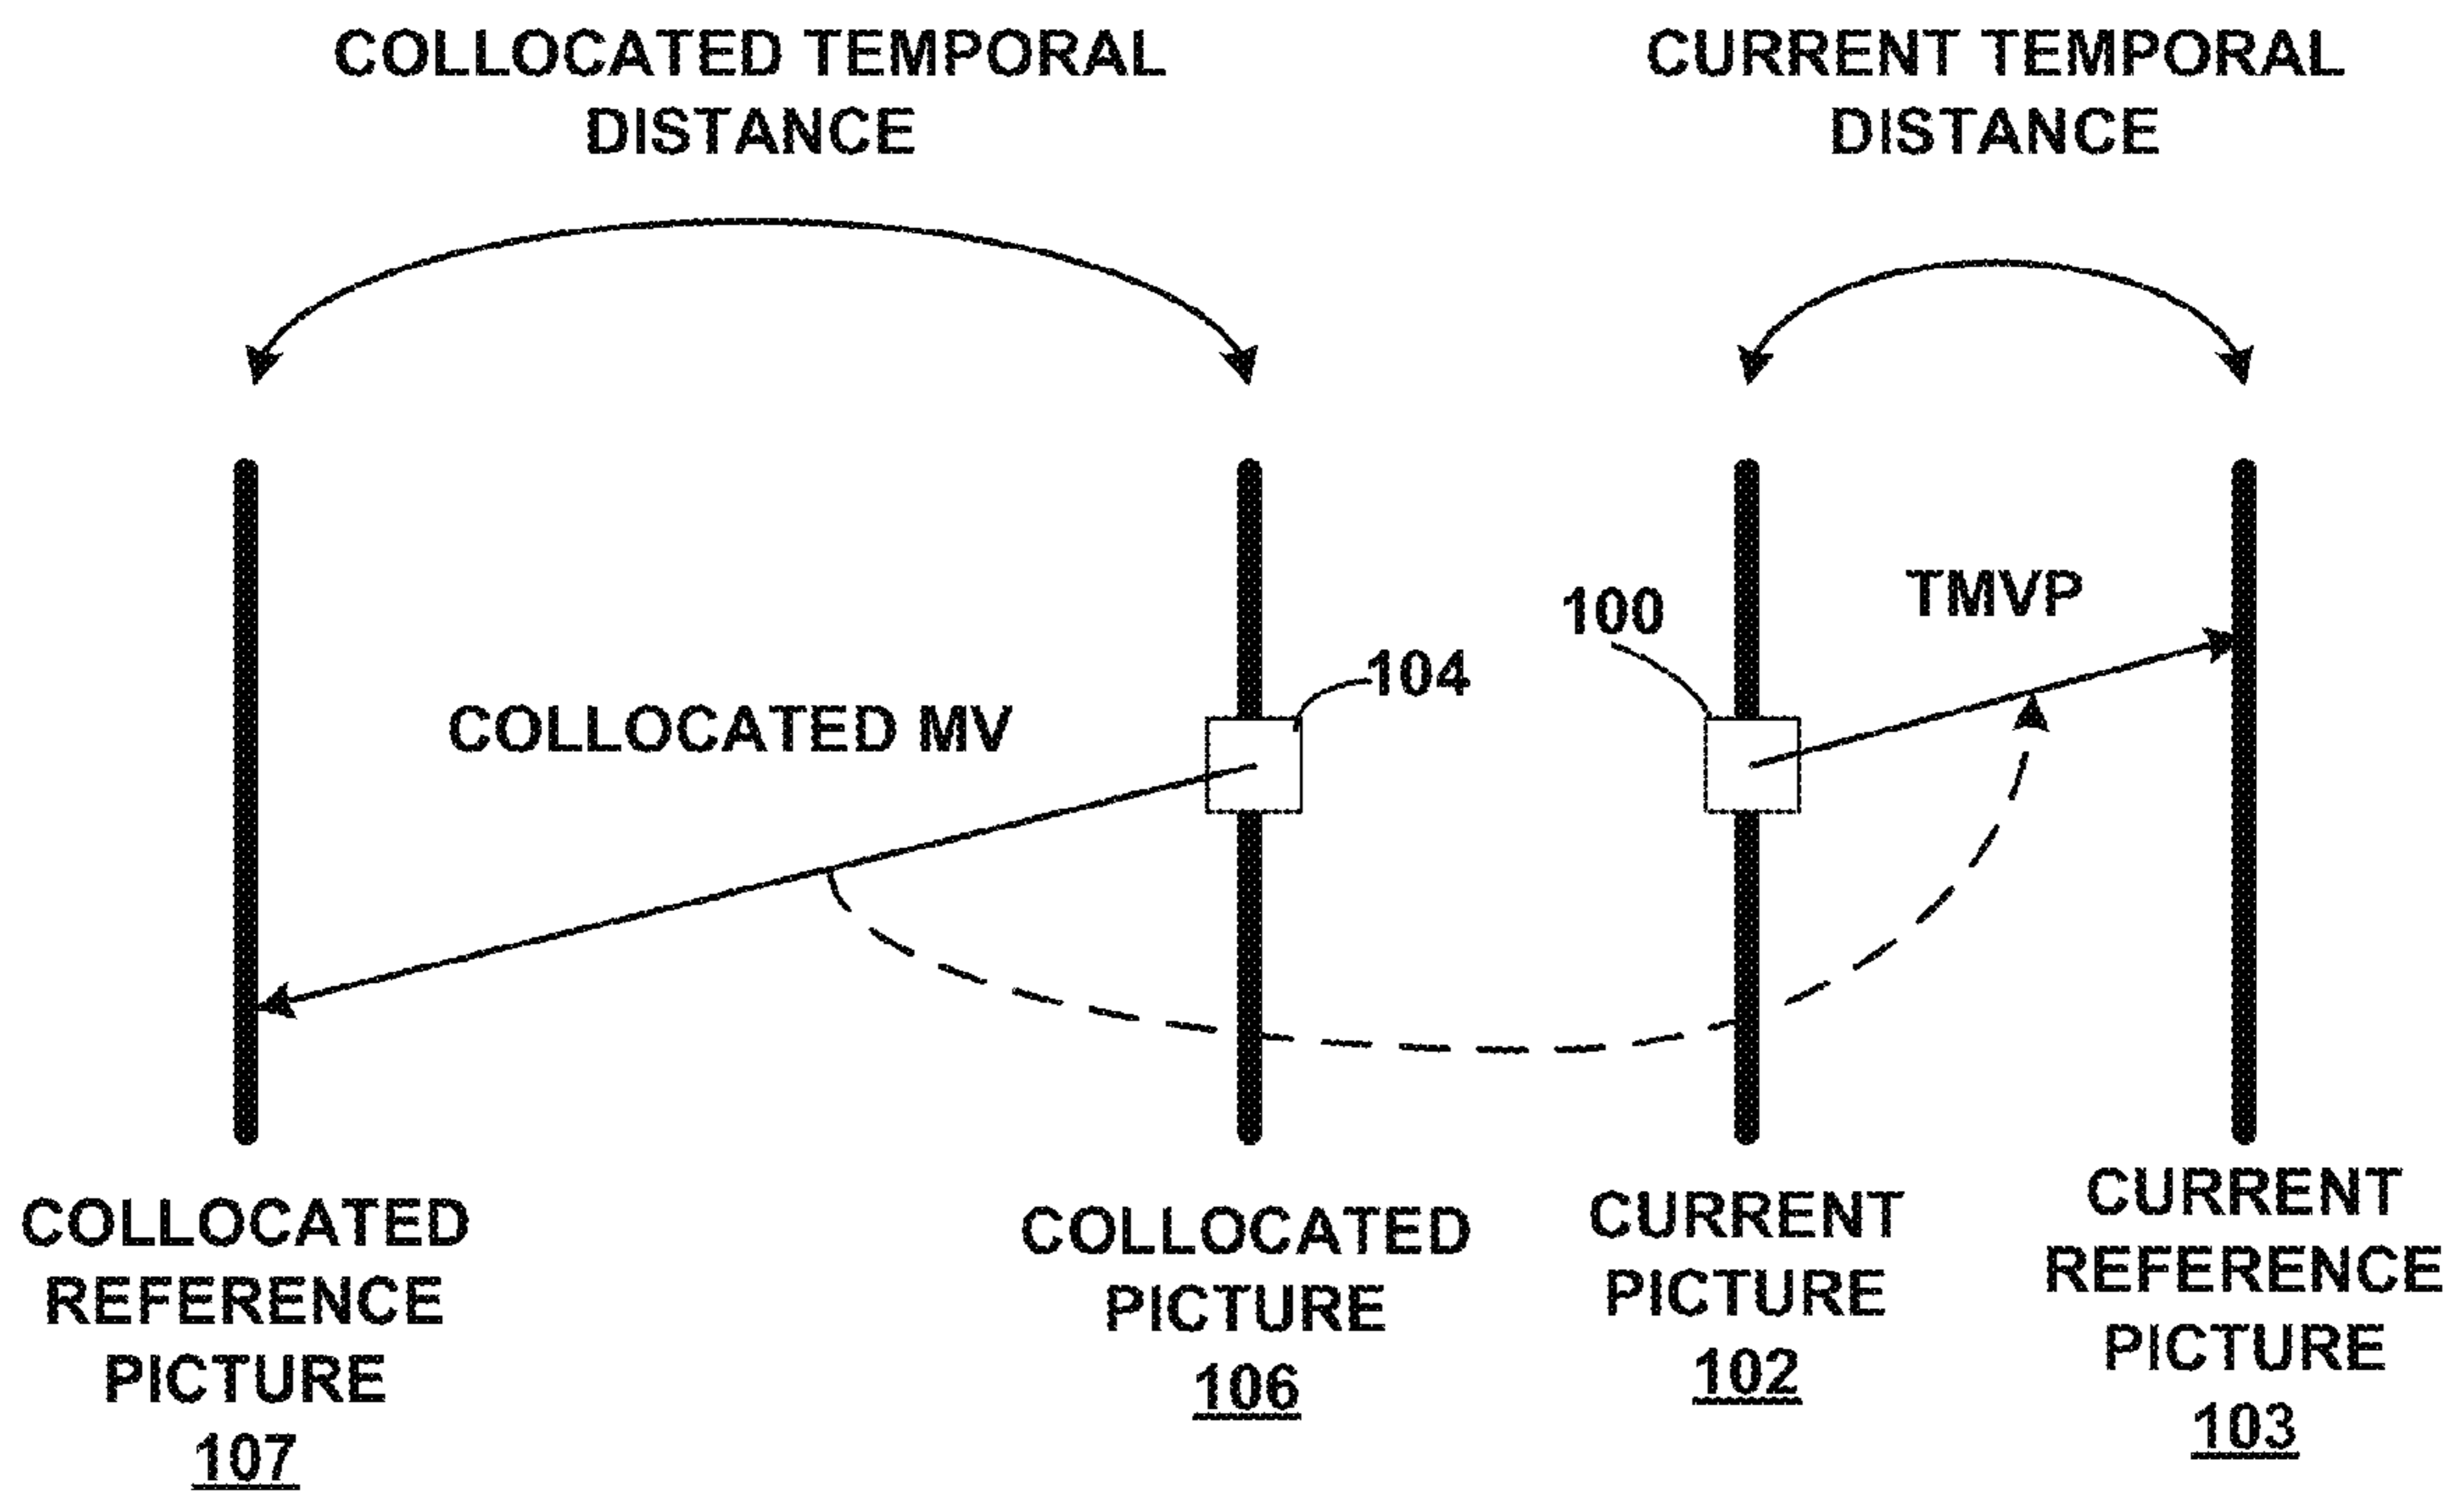 COLLOCATED TEMPORAL
DISTANCE
CURRENT TEMPORAL
DISTANCE
TMVP
100
104
COLLOCATED MV
COLLOCATED
REFERENCE
PICTURE
107
COLLOCATED
PICTURE
106
CURRENT
PICTURE
102
CURRENT
REFERENCE
PICTURE
103